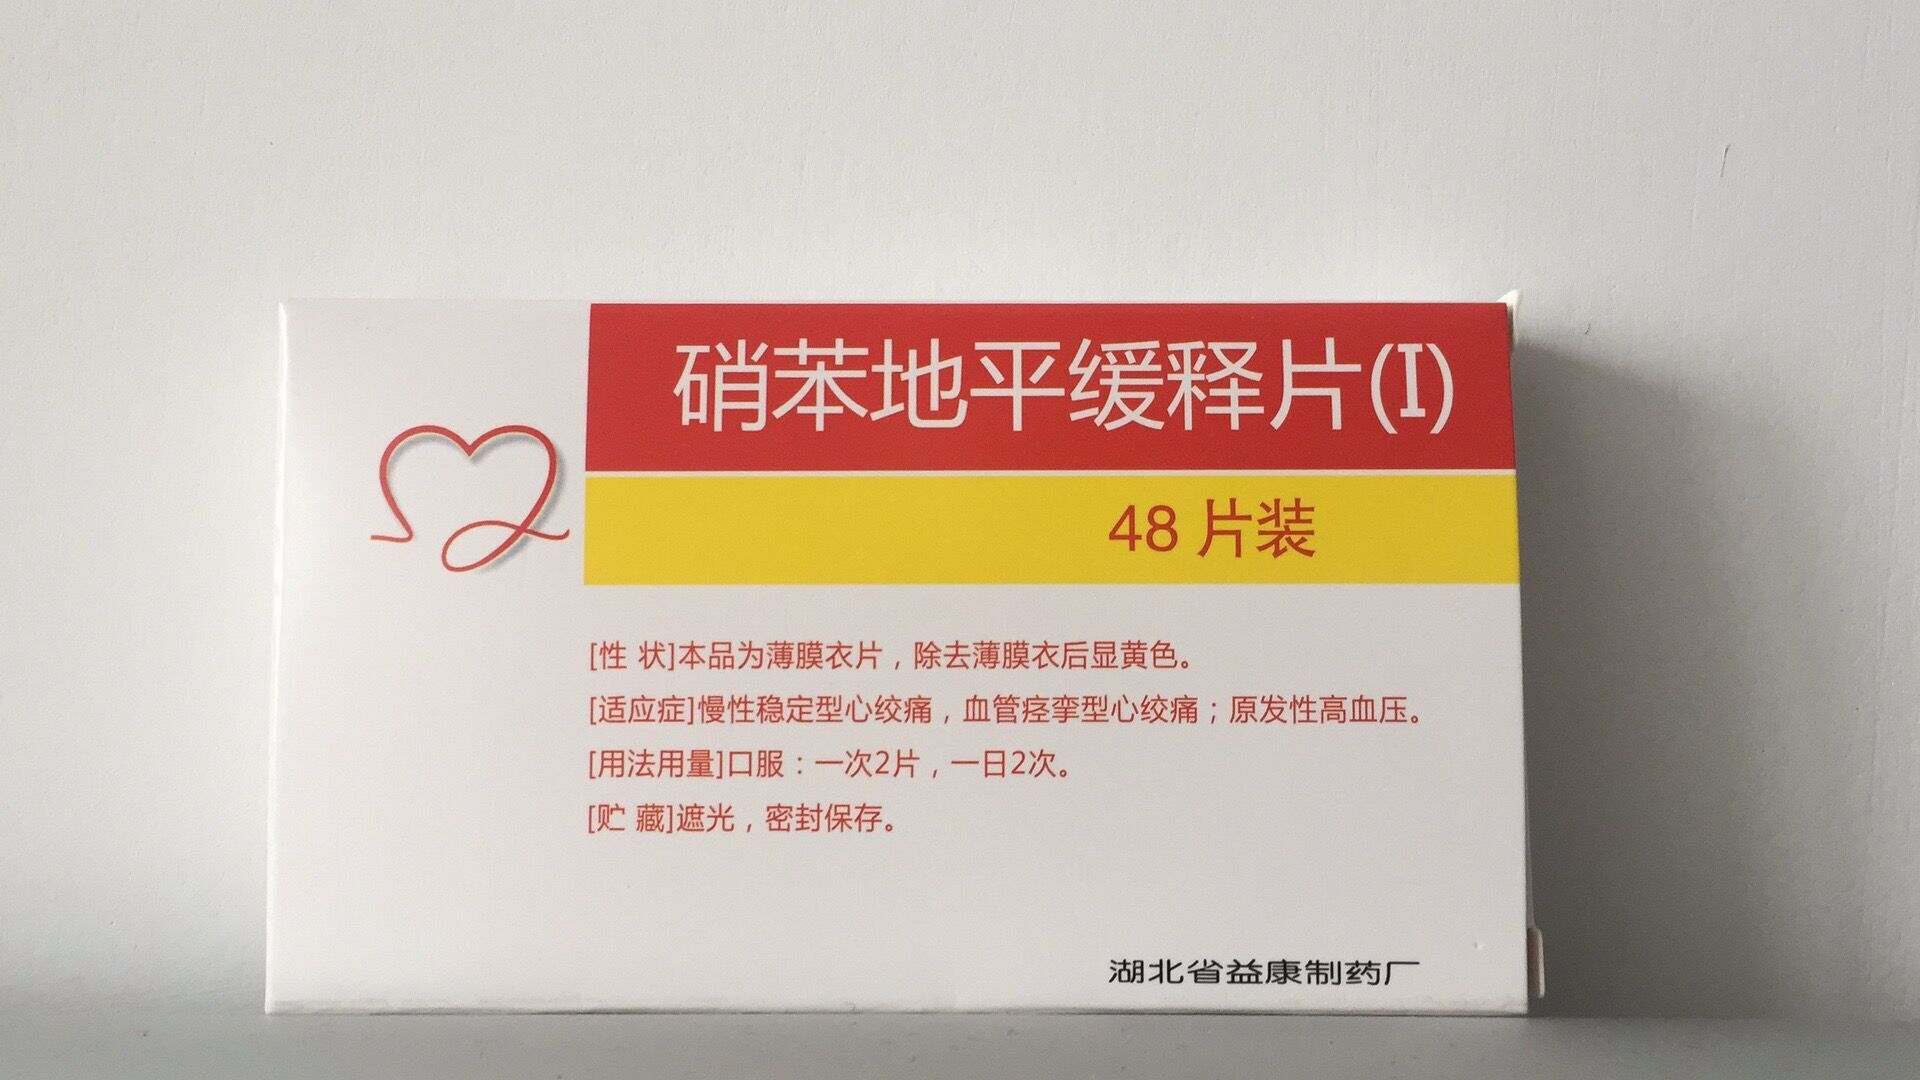 硝苯地平缓释片(I)
48 片装
[性 状]本品为薄膜衣片，除去薄膜衣后显黄色。
[适应症]慢性稳定型心绞痛，血管痉挛型心绞痛；原发性高血压。
[用法用量]口服：一次2片，一日2次。
[贮 藏]遮光，密封保存。
湖北省益康制药厂